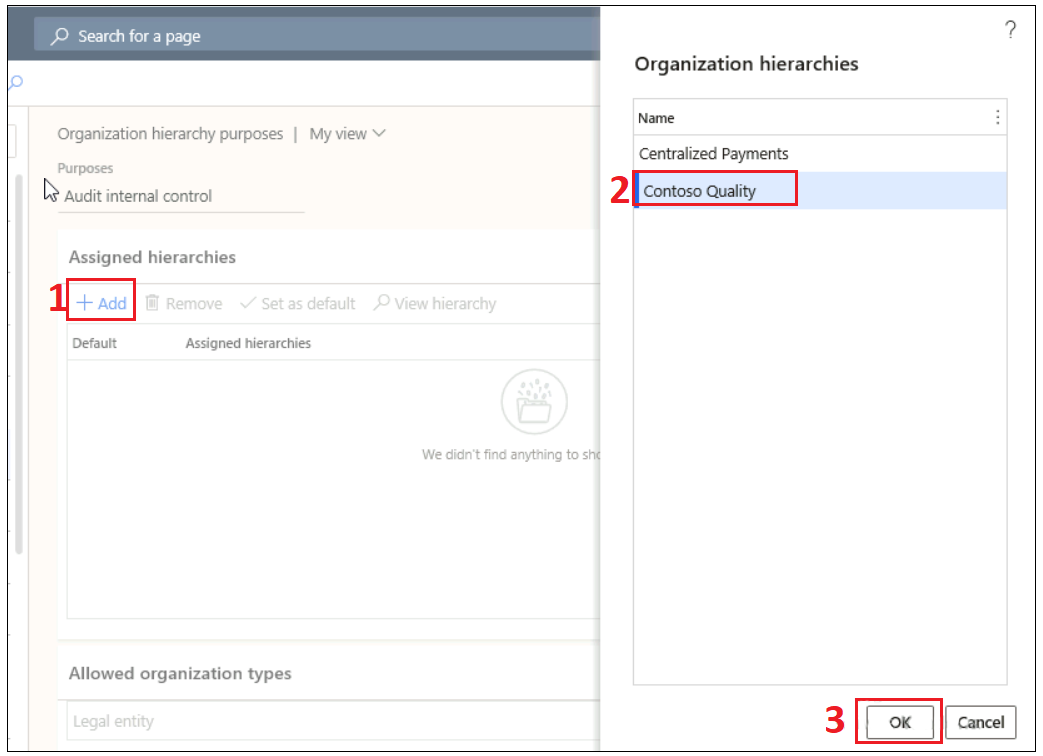 Search for a page
?
Organization hierarchies
Organization hierarchy purposes | My view
Purposes
Audit internal control
Name
Centralized Payments
2 Contoso Quality
Assigned hierarchies
1 + Add Remove Set as default View hierarchy
Default Assigned hierarchies
We didn't find anything to
Allowed organization types
Legal entity
3 OK Cancel